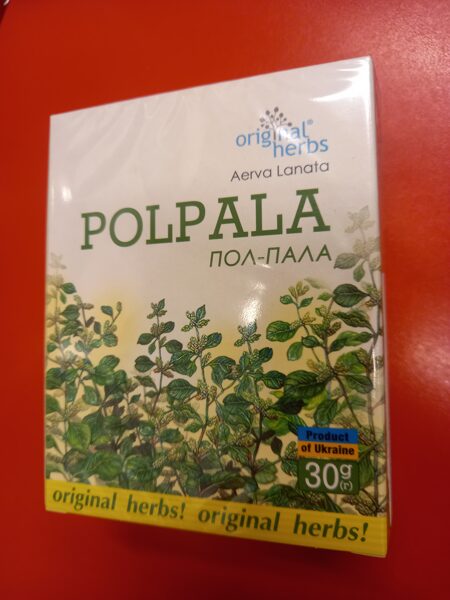 original®
herbs
Aerva Lanata
POLPALA
ПОЛ-ПАЛА
Product
of Ukraine
30g
(г)
original herbs! original herbs!